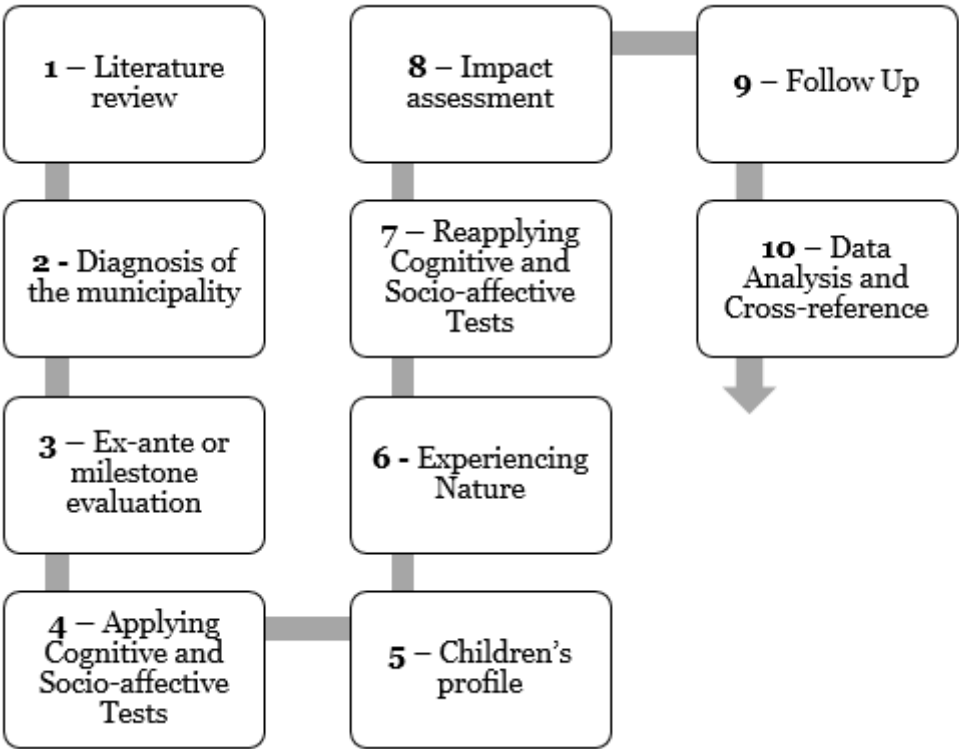 1 – Literature
review
2 - Diagnosis of
the municipality
3 – Ex-ante or
milestone
evaluation
4 – Applying
Cognitive and
Socio-affective
Tests
5 – Children’s
profile
6 - Experiencing
Nature
7 – Reapplying
Cognitive and
Socio-affective
Tests
8 – Impact
assessment
9 – Follow Up
10 – Data
Analysis and
Cross-reference